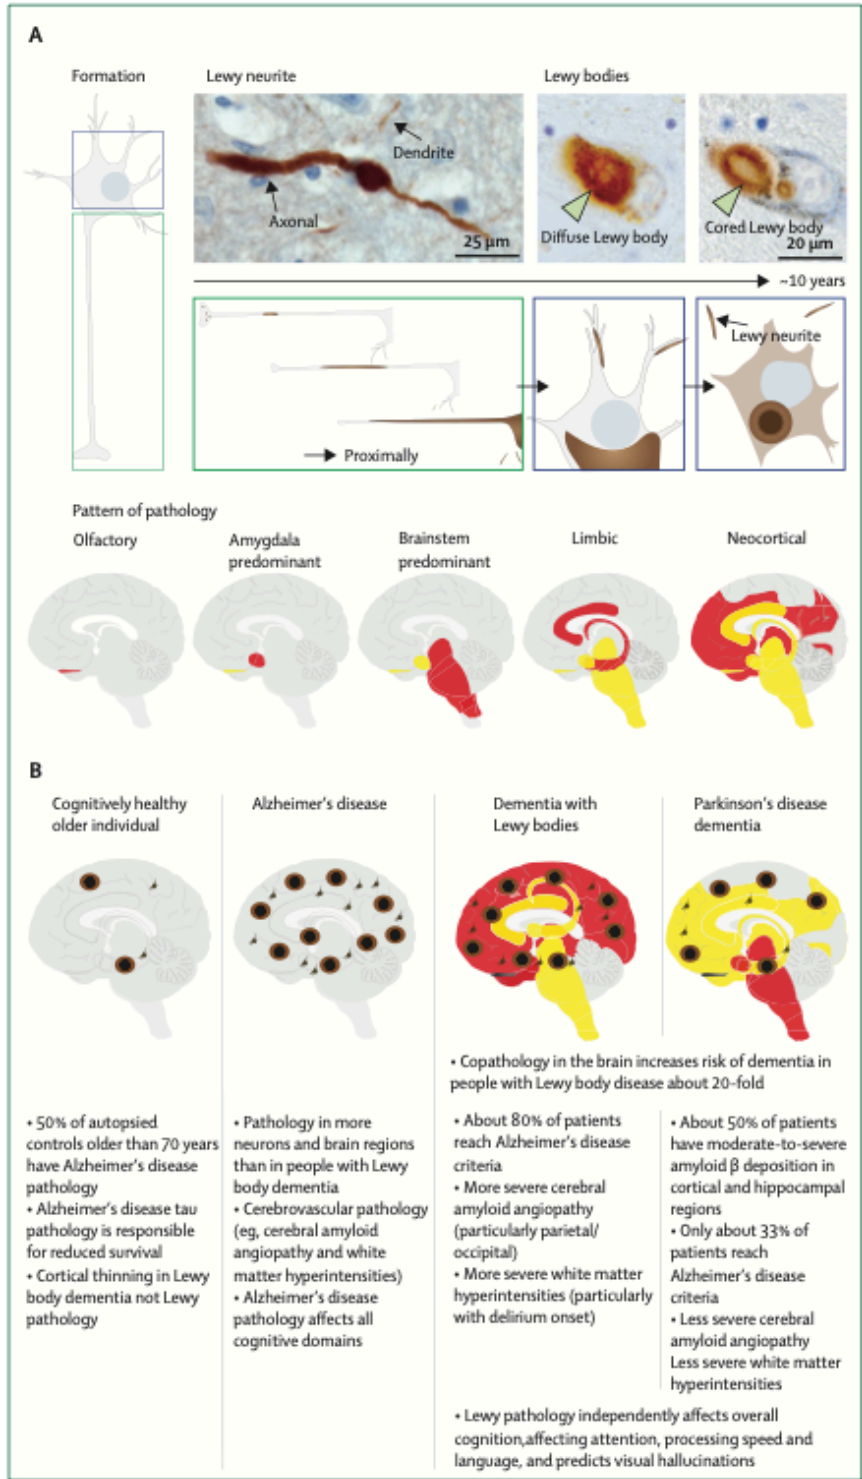 A
Formation
Lewy neurite
Lewy bodies
Dendrite
Axonal
25 µm
Diffuse Lewy body
Cored Lewy body
20 µm
~10 years
Lewy neurite
Proximally
Pattern of pathology
Olfactory
Amygdala
predominant
Brainstem
predominant
Limbic
Neocortical
B
Cognitively healthy
older individual
Alzheimer's disease
Dementia with
Lewy bodies
Parkinson's disease
dementia
• Copathology in the brain increases risk of dementia in
people with Lewy body disease about 20-fold
• 50% of autopsied
controls older than 70 years
have Alzheimer's disease
pathology
• Alzheimer's disease tau
pathology is responsible
for reduced survival
• Cortical thinning in Lewy
body dementia not Lewy
pathology
• Pathology in more
neurons and brain regions
than in people with Lewy
body dementia
• Cerebrovascular pathology
(eg, cerebral amyloid
angiopathy and white
matter hyperintensities)
• Alzheimer's disease
pathology affects all
cognitive domains
• About 80% of patients
reach Alzheimer's disease
criteria
• More severe cerebral
amyloid angiopathy
(particularly parietal/
occipital)
• More severe white matter
hyperintensities (particularly
with delirium onset)
• About 50% of patients
have moderate-to-severe
amyloid β deposition in
cortical and hippocampal
regions
• Only about 33% of
patients reach
Alzheimer's disease
criteria
• Less severe cerebral
amyloid angiopathy
Less severe white matter
hyperintensities
• Lewy pathology independently affects overall
cognition,affecting attention, processing speed and
language, and predicts visual hallucinations